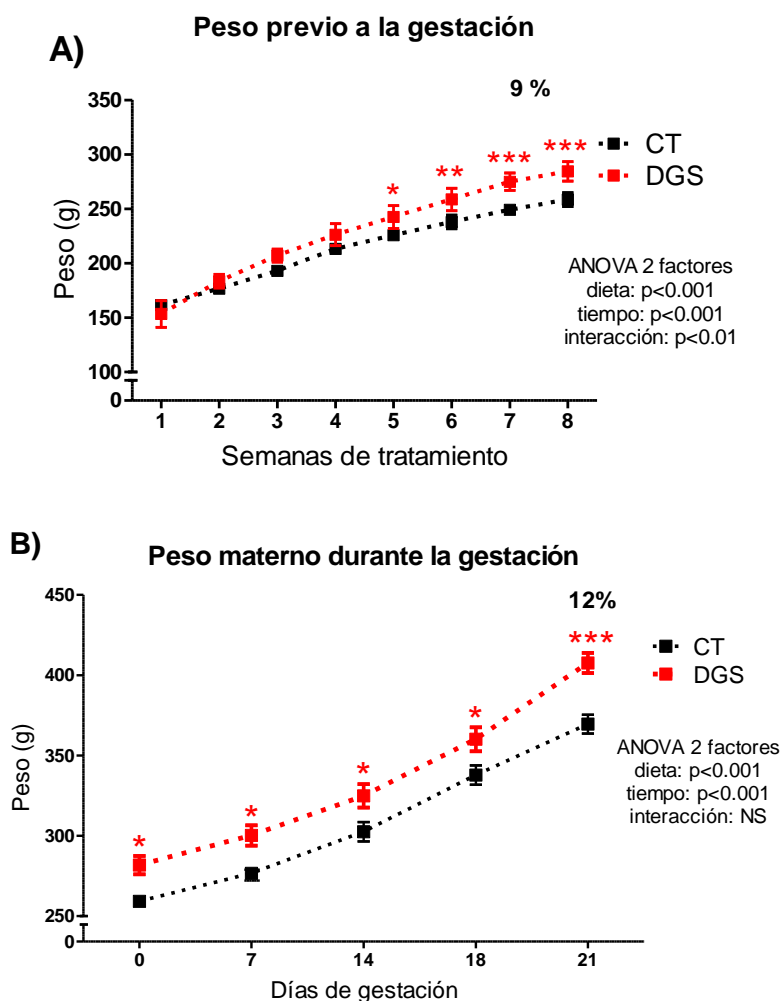 Peso previo a la gestación
A)
9 %
350
300
250
200
150
100
0
Peso (g)
* ** *** ***
CT
DGS
ANOVA 2 factores
dieta: p<0.001
tiempo: p<0.001
interacción: p<0.01
1 2 3 4 5 6 7 8
Semanas de tratamiento
B)
Peso materno durante la gestación
12%
450
400
350
300
250
0
Peso (g)
* * * * ***
CT
DGS
ANOVA 2 factores
dieta: p<0.001
tiempo: p<0.001
interacción: NS
0 7 14 18 21
Días de gestación